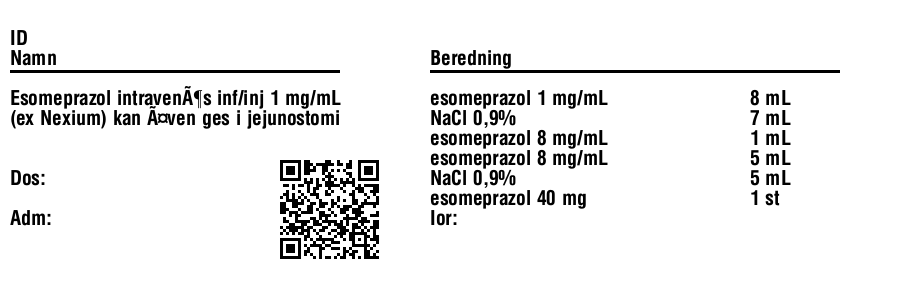 ID
Namn
Esomeprazol intravenÃ¶s inf/inj 1 mg/mL
(ex Nexium) kan Ã¤ven ges i jejunostomi
Dos:
Adm:
Beredning
esomeprazol 1 mg/mL 8 mL
NaCl 0,9% 7 mL
esomeprazol 8 mg/mL 1 mL
esomeprazol 8 mg/mL 5 mL
NaCl 0,9% 5 mL
esomeprazol 40 mg 1 st
lor: